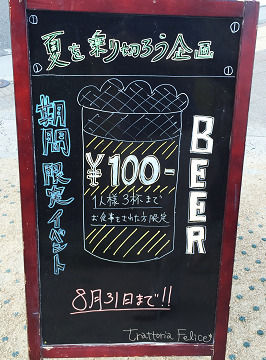 夏を乗り切ろう企画
期間限定イベント
BEER
¥100-
1人様3杯まで
お食事をされた方限定
8月31日まで!!
Trattoria Felice